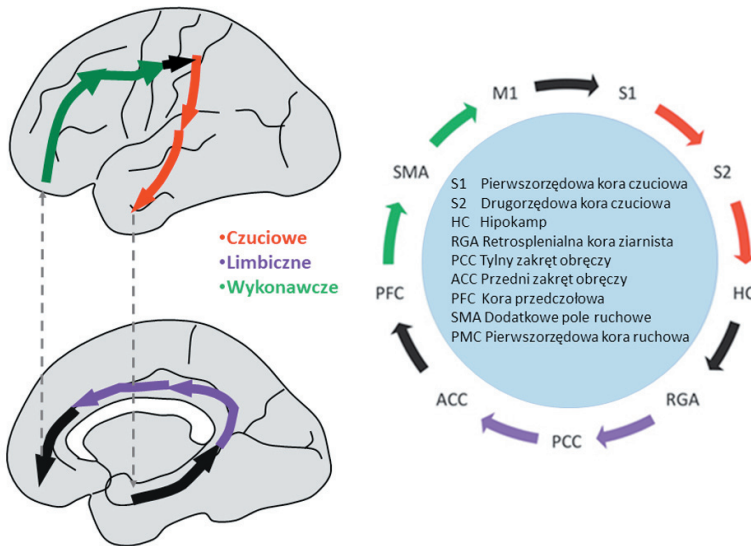 •Czuciowe
•Limbiczne
•Wykonawcze
M1
S1
SMA
S2
PFC
HC
ACC
RGA
PCC
S1 Pierwszorzędowa kora czuciowa
S2 Drugorzędowa kora czuciowa
HC Hipokamp
RGA Retrosplenialna kora ziarnista
PCC Tylny zakręt obręczy
ACC Przedni zakręt obręczy
PFC Kora przedczołowa
SMA Dodatkowe pole ruchowe
PMC Pierwszorzędowa kora ruchowa